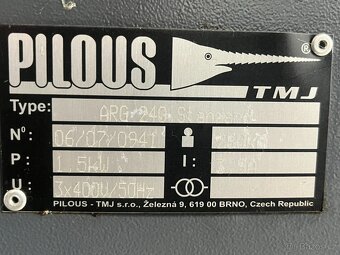 PILOUS ®
TMJ
Type: ARG 240 Standard
Nº: 06/07/0941
P : 1,5kW I :
U : 3x400V/50Hz
PILOUS - TMJ s.r.o., Železná 9, 619 00 BRNO, Czech Republic